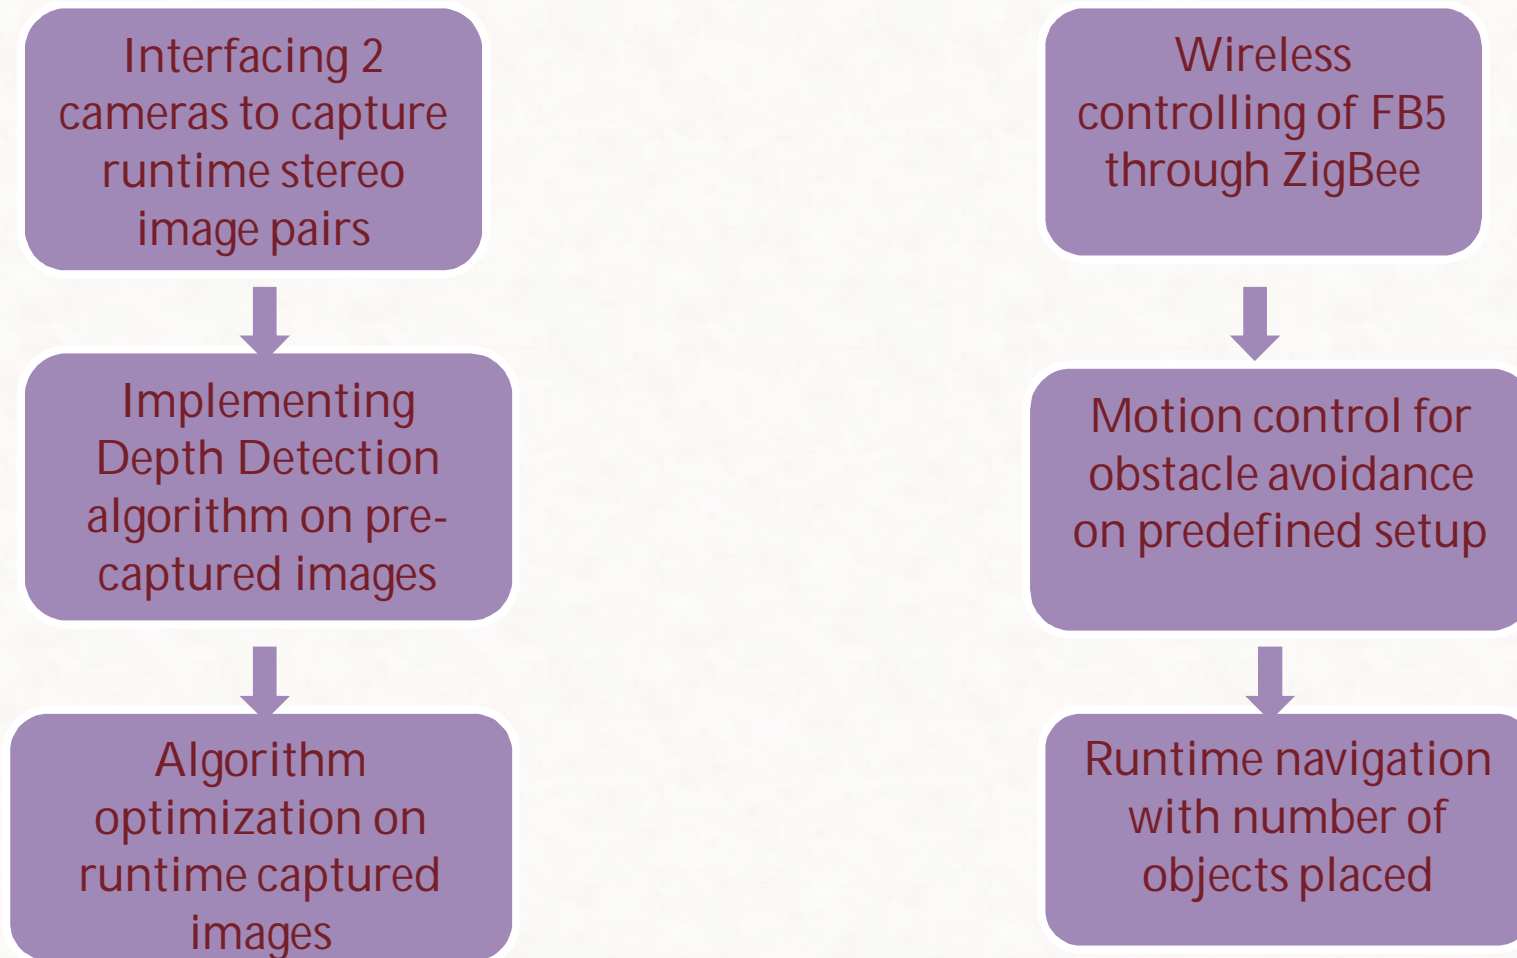 Interfacing 2
cameras to capture
runtime stereo
image pairs
Implementing
Depth Detection
algorithm on pre-
captured images
Algorithm
optimization on
runtime captured
images
Wireless
controlling of FB5
through ZigBee
Motion control for
obstacle avoidance
on predefined setup
Runtime navigation
with number of
objects placed